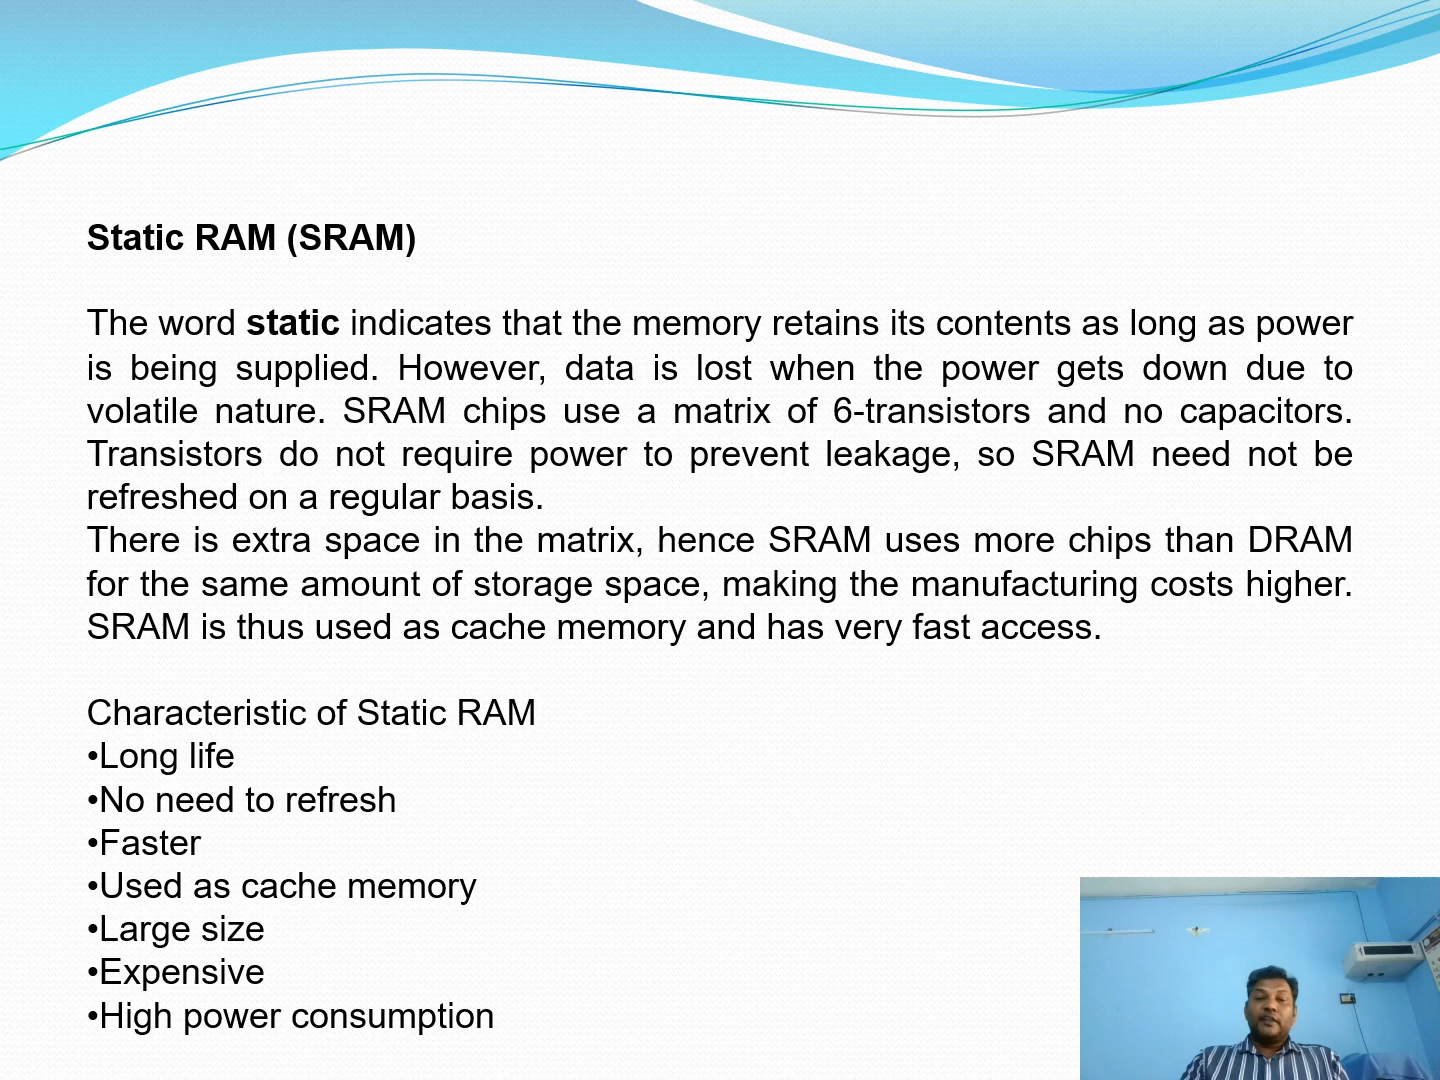 Static RAM (SRAM)
The word static indicates that the memory retains its contents as long as power
is being supplied. However, data is lost when the power gets down due to
volatile nature. SRAM chips use a matrix of 6-transistors and no capacitors.
Transistors do not require power to prevent leakage, so SRAM need not be
refreshed on a regular basis.
There is extra space in the matrix, hence SRAM uses more chips than DRAM
for the same amount of storage space, making the manufacturing costs higher.
SRAM is thus used as cache memory and has very fast access.
Characteristic of Static RAM
•Long life
•No need to refresh
•Faster
•Used as cache memory
•Large size
•Expensive
•High power consumption